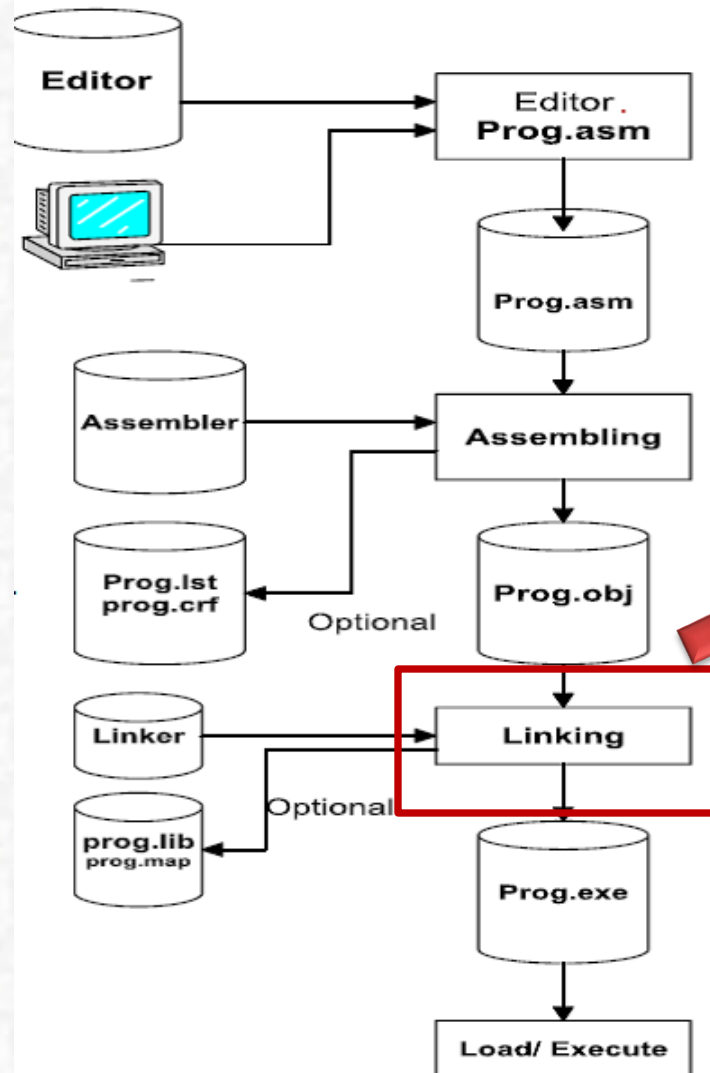 Editor
Editor .
Prog.asm
Prog.asm
Assembler
Assembling
Prog.lst
prog.crf
Optional
Prog.obj
Linker
Linking
Optional
prog.lib
prog.map
Prog.exe
Load/ Execute